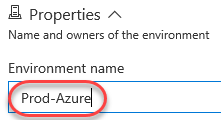 Properties
Name and owners of the environment
Environment name
Prod-Azure